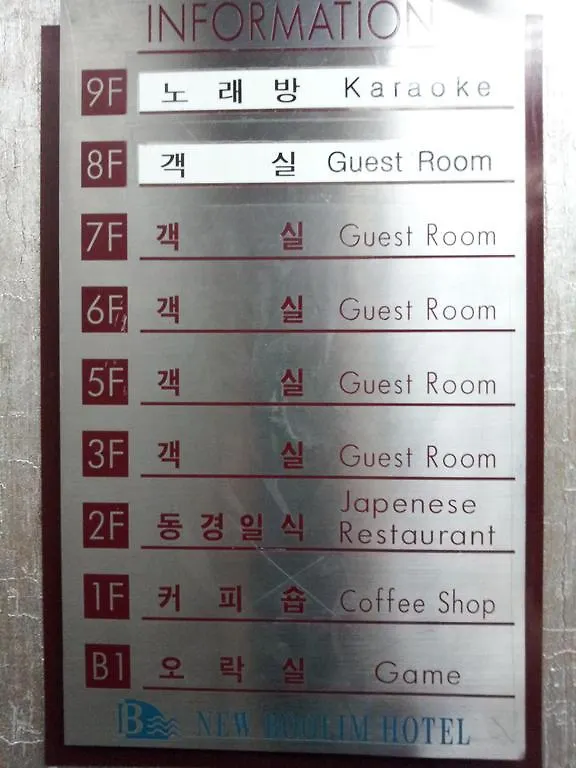 INFORMATION
9F 노래방 Karaoke
8F 객실 Guest Room
7F 객실 Guest Room
6F 객실 Guest Room
5F 객실 Guest Room
3F 객실 Guest Room
2F 동경일식 Japenese
Restaurant
1F 커피숍 Coffee Shop
B1 오락실 Game
B NEW BOOLIM HOTEL